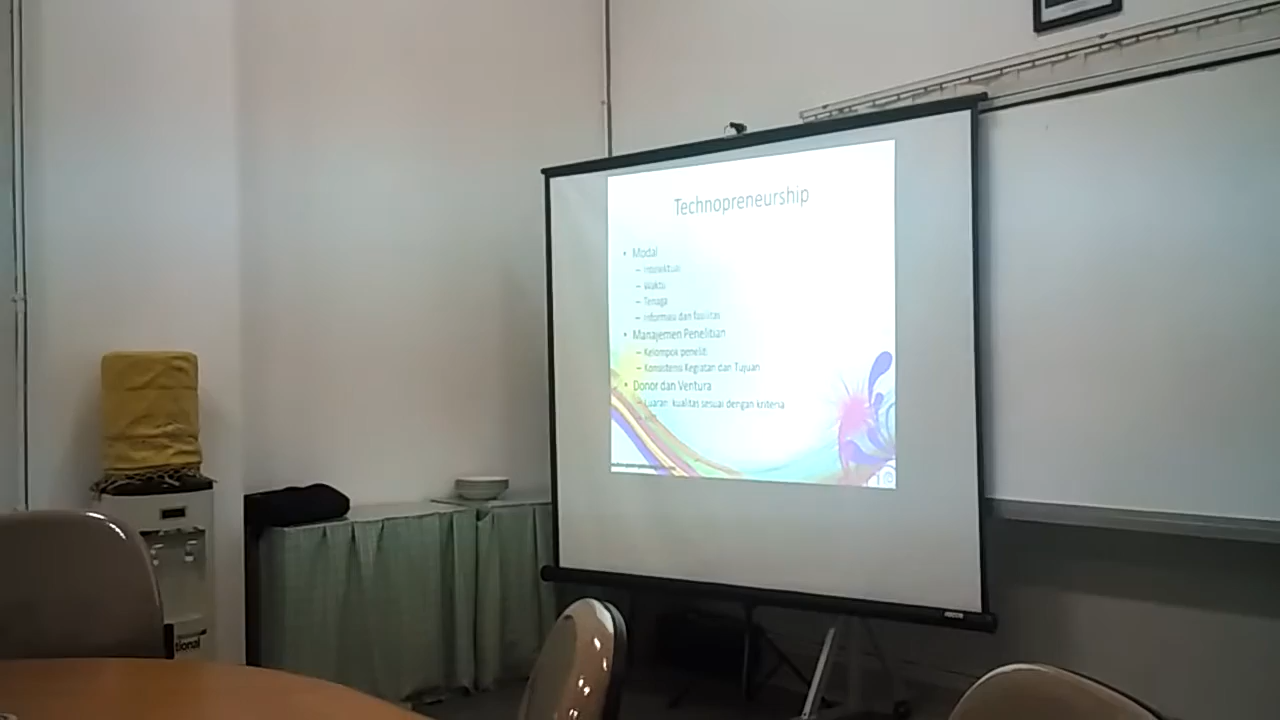 Technopreneurship
• Modal
– Intelektual
– Waktu
– Tenaga
– Informasi dan fasilitas
• Manajemen Penelitian
– Kelompok peneliti
– Konsistensi Kegiatan dan Tujuan
• Donor dan Ventura
– Luaran: kualitas sesuai dengan kriteria
tional